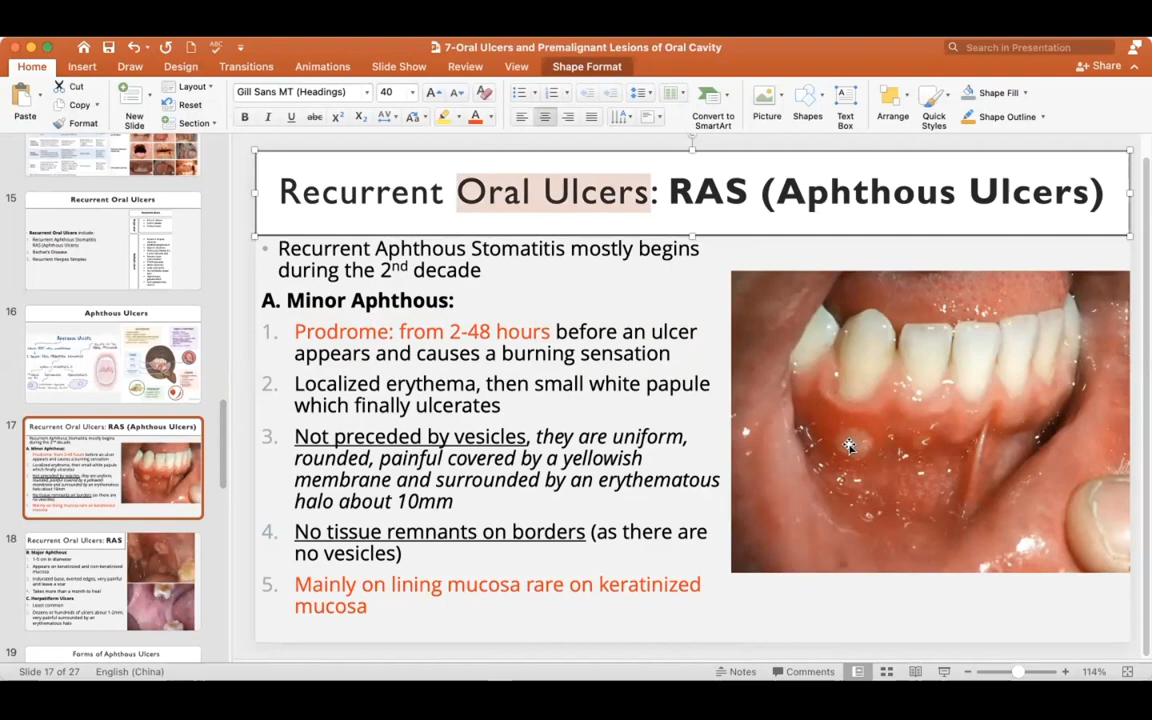 7-Oral Ulcers and Premalignant Lesions of Oral Cavity
Search in Presentation
Home Insert Draw Design Transitions Animations Slide Show Review View Shape Format
Share
Paste
Cut
Copy
Format
New Slide
Layout
Reset
Section
Gill Sans MT (Headings) 40
Convert to SmartArt
Picture
Shapes
Text Box
Arrange
Quick Styles
Shape Fill
Shape Outline
15
Recurrent Oral Ulcers
Recurrent Oral Ulcers include:
16
Aphthous Ulcers
17
Recurrent Oral Ulcers: RAS (Aphthous Ulcers)
18
Recurrent Oral Ulcers: RAS
B. Major Aphthous
19
Forms of Aphthous Ulcers
Recurrent Oral Ulcers: RAS (Aphthous Ulcers)
• Recurrent Aphthous Stomatitis mostly begins
during the 2nd decade
A. Minor Aphthous:
1. Prodrome: from 2-48 hours before an ulcer
appears and causes a burning sensation
2. Localized erythema, then small white papule
which finally ulcerates
3. Not preceded by vesicles, they are uniform,
rounded, painful covered by a yellowish
membrane and surrounded by an erythematous
halo about 10mm
4. No tissue remnants on borders (as there are
no vesicles)
5. Mainly on lining mucosa rare on keratinized
mucosa
Slide 17 of 27 English (China)
Notes Comments 114%